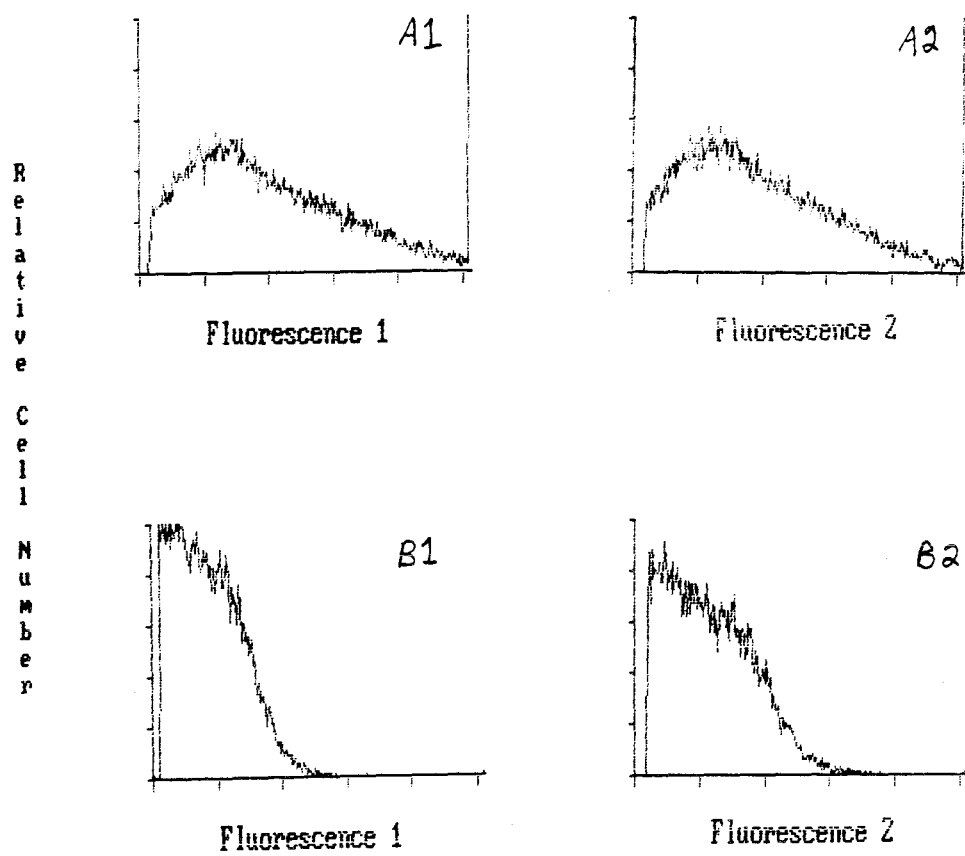 Relative Cell Number
A1
A2
Fluorescence 1
Fluorescence 2
B1
B2
Fluorescence 1
Fluorescence 2